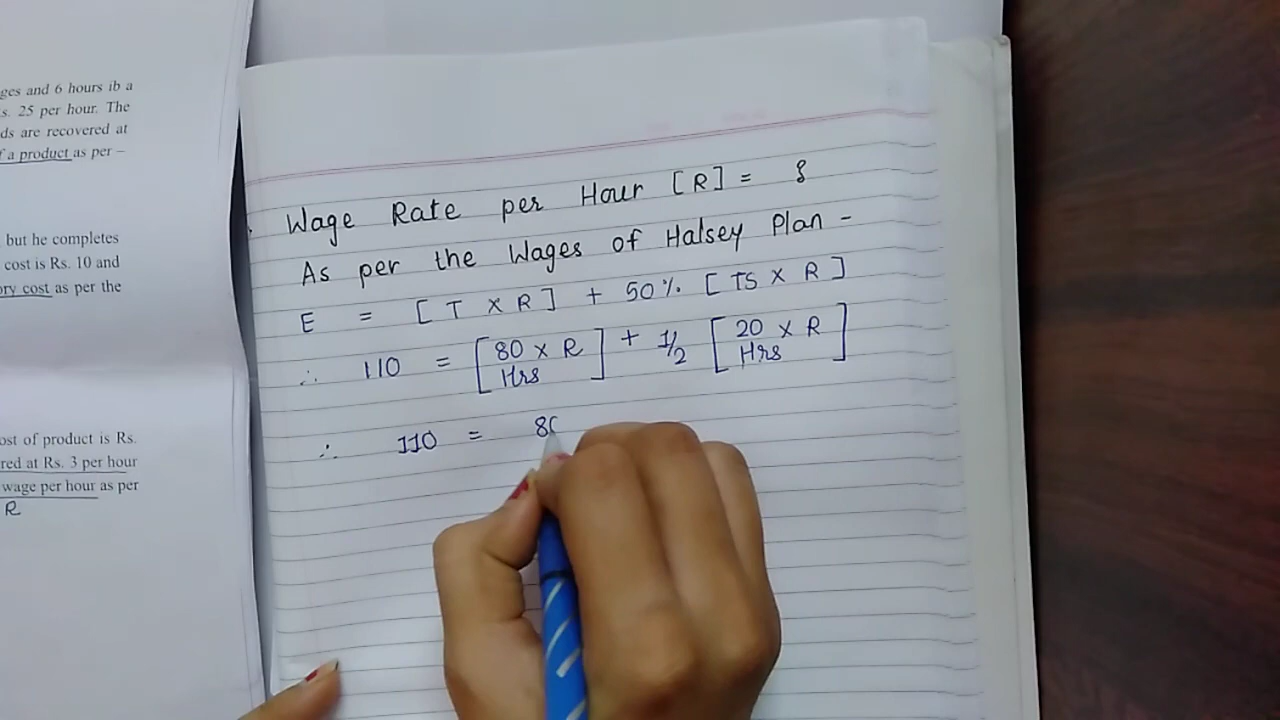 ges and 6 hours ib a
s. 25 per hour. The
ds are recovered at
f a product as per –
but he completes
cost is Rs. 10 and
ory cost as per the
ost of product is Rs.
red at Rs. 3 per hour
wage per hour as per
R
Wage Rate per Hour [R] = ?
As per the Wages of Halsey Plan -
E = [T X R] + 50% [TS X R]
∴ 110 = [80 X R] + 1/2 [20 X R]
Hrs Hrs
∴ 110 = 80